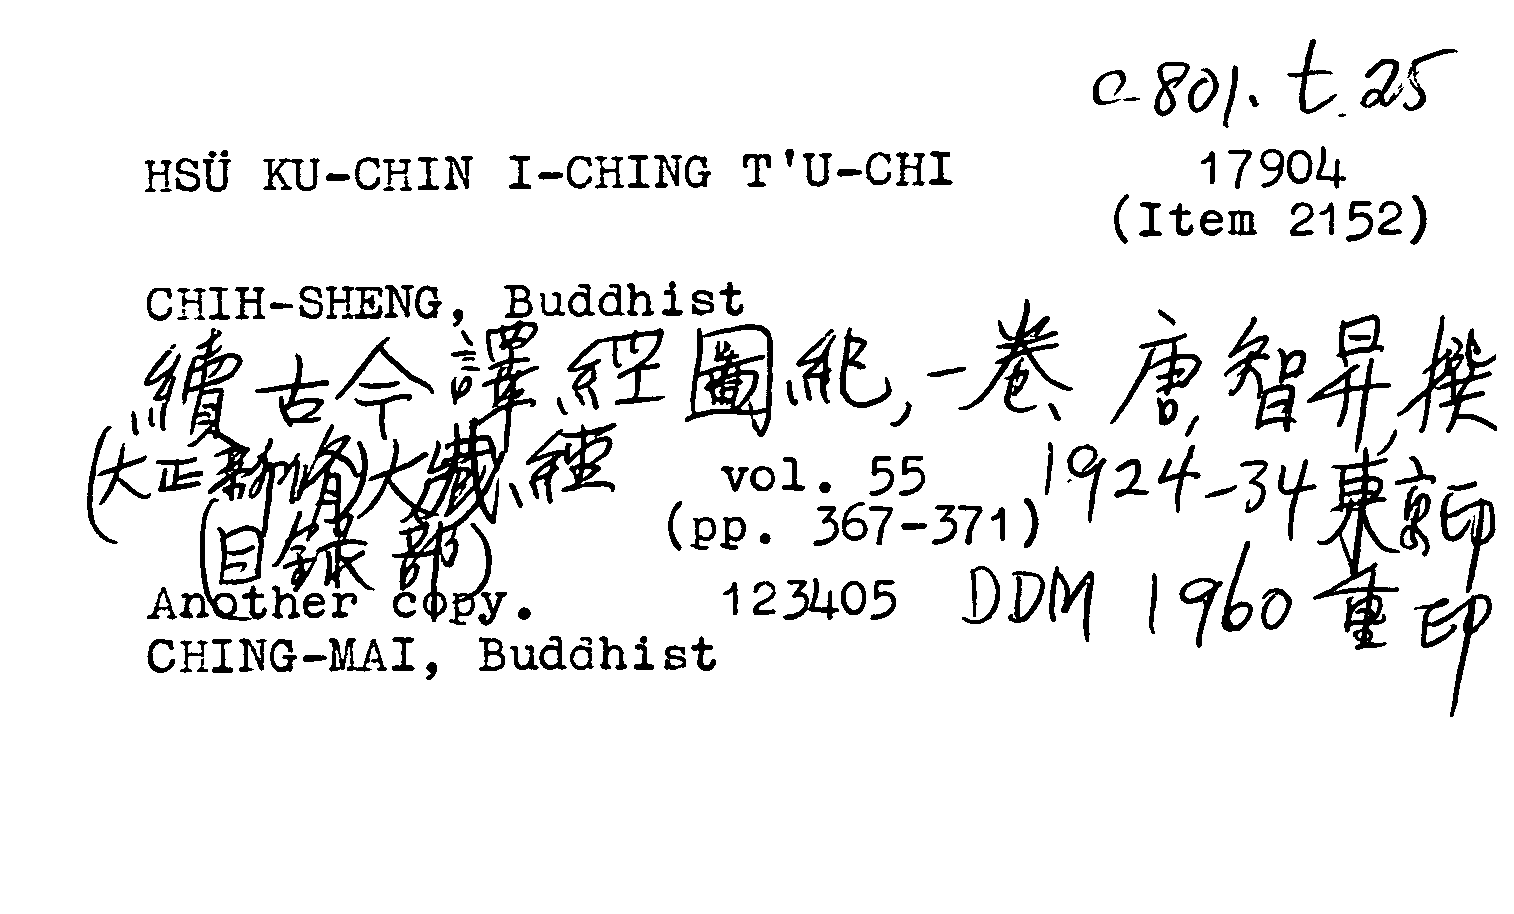 c 801. t. 25
HSÜ KU-CHIN I-CHING T'U-CHI 17904
(Item 2152)
CHIH-SHENG, Buddhist
續古今譯經圖紀, 一巻、唐, 智昇, 撰
(大正新脩)大藏經 vol. 55 1924-34 東京印
(目錄部) (pp. 367-371)
Another copy. 123405 DDM 1960 重印
CHING-MAI, Buddhist